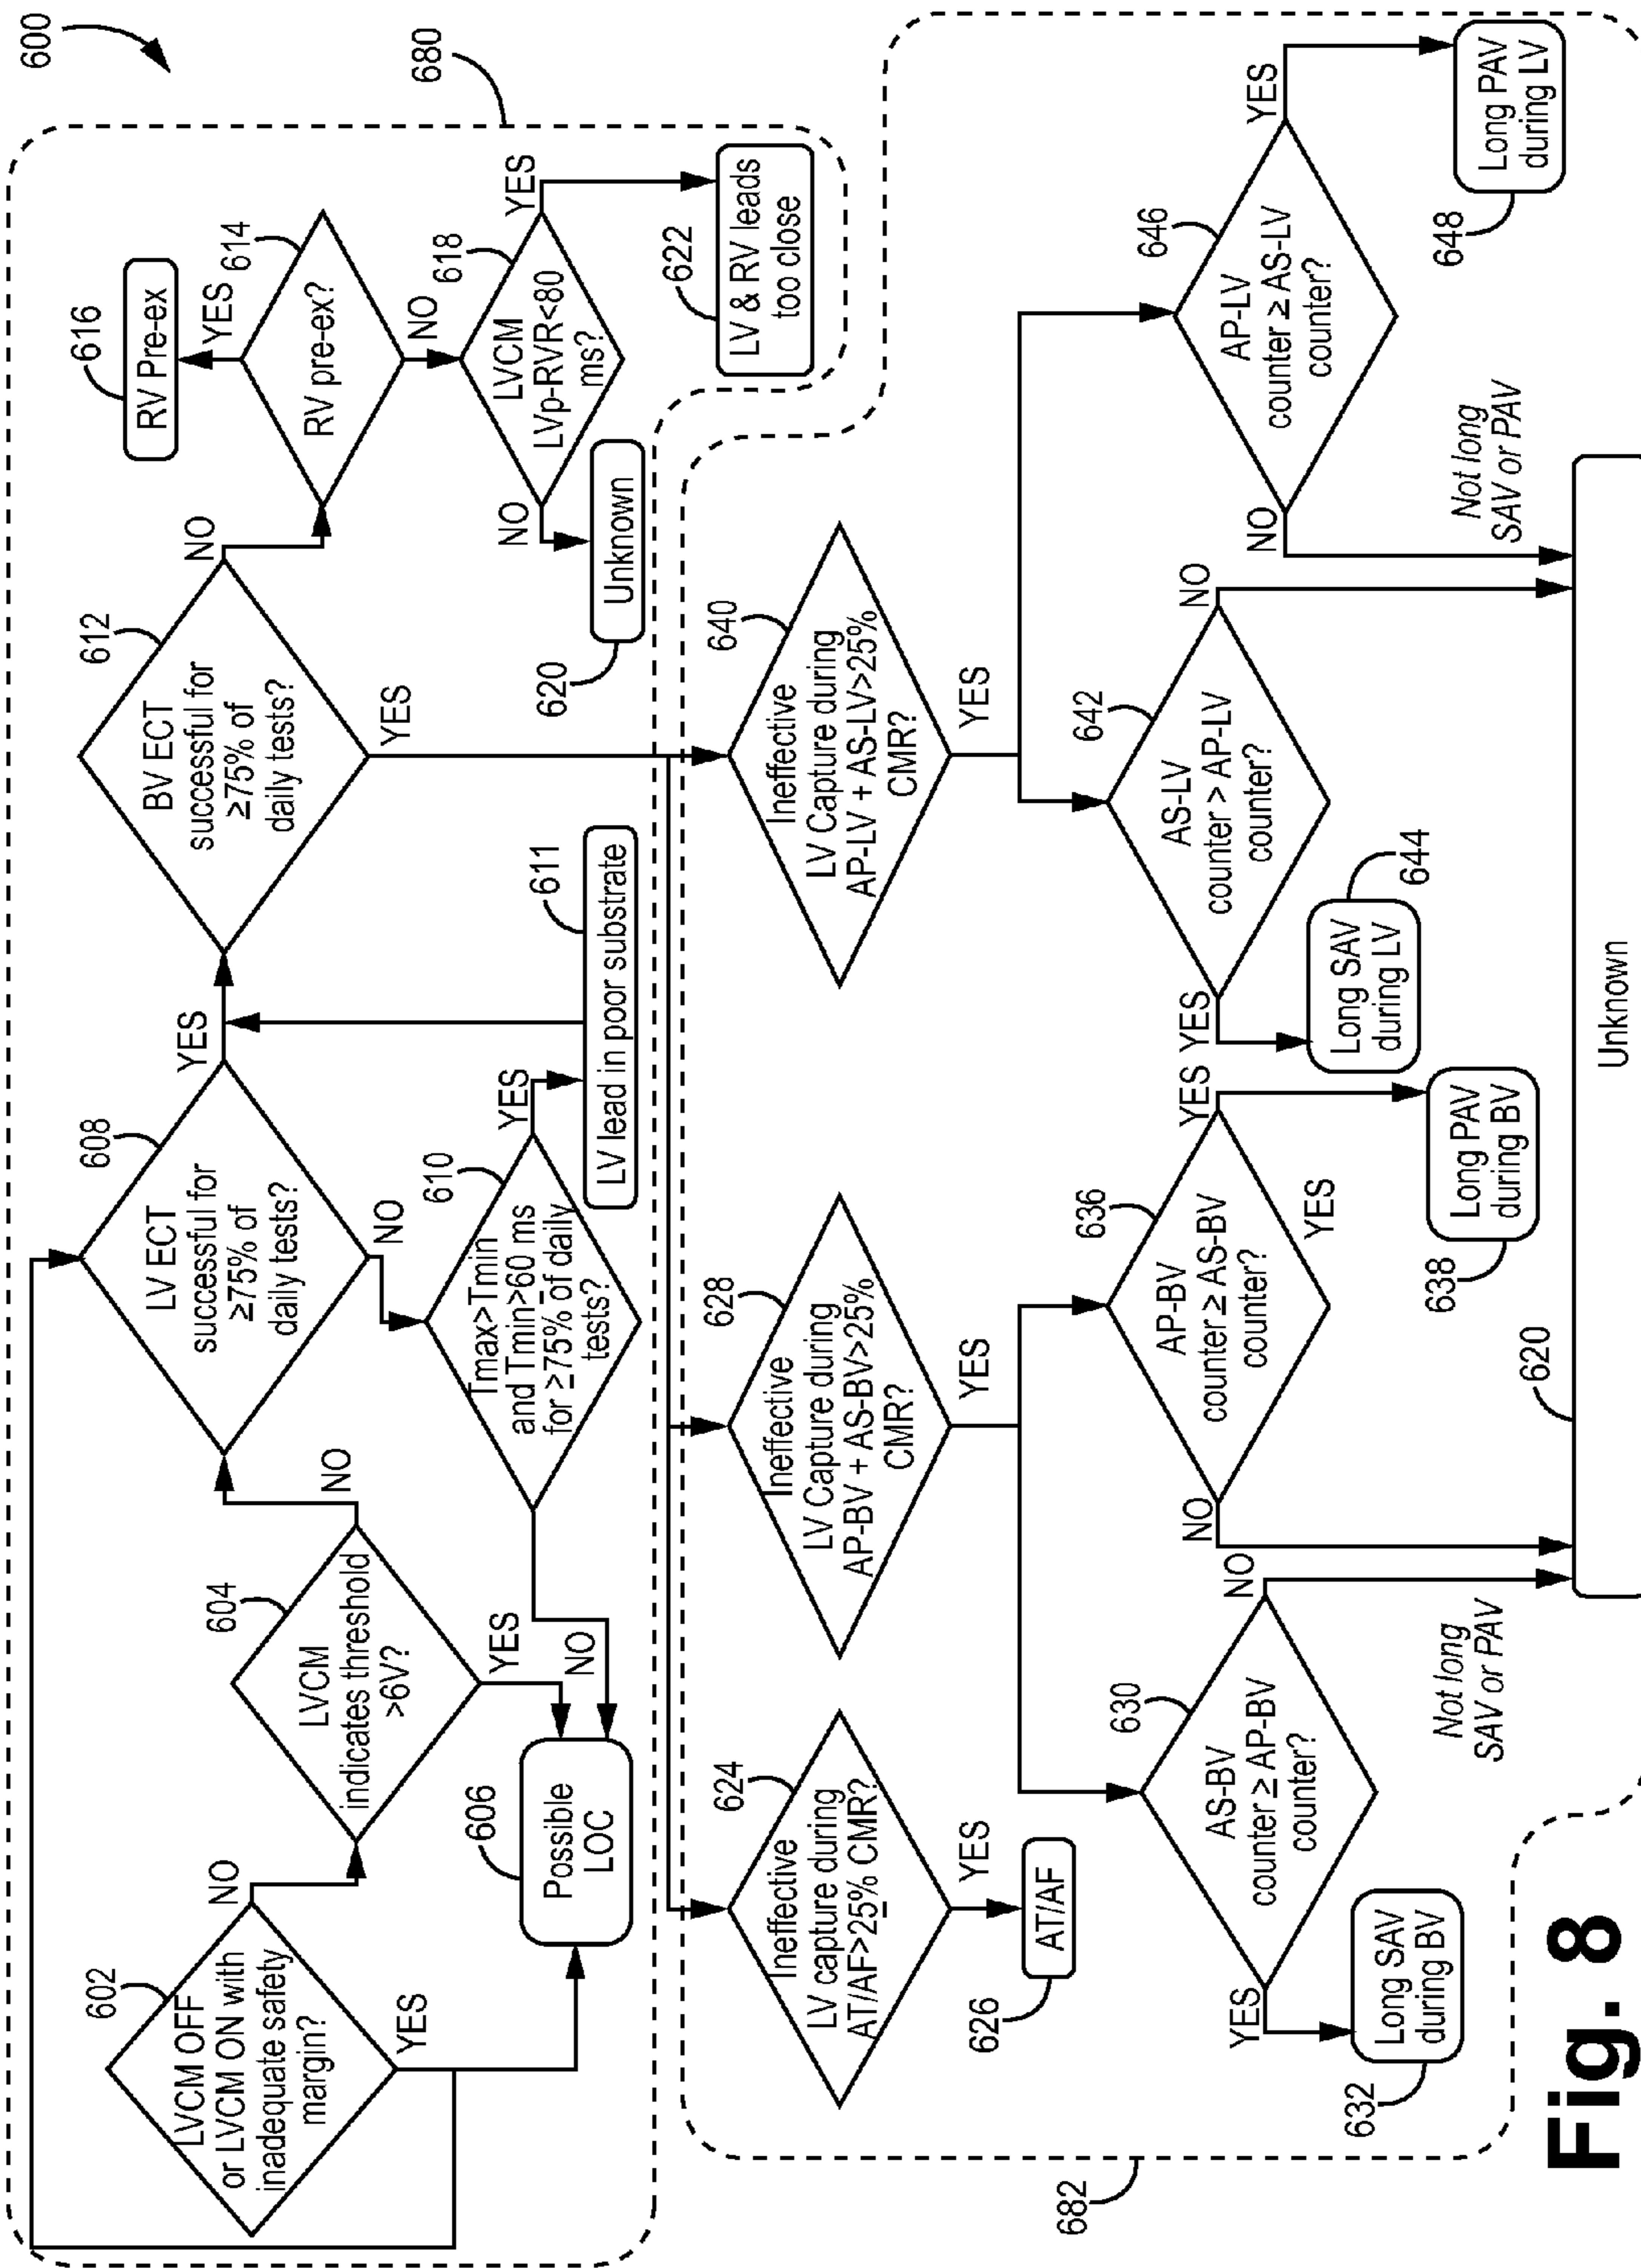 600
680
602
LVCM OFF
or LVCM ON with
inadequate safety
margin?
NO
YES
604
LVCM
indicates threshold
>6V?
NO
YES
606
Possible
LOC
608
LV ECT
successful for
≥75% of
daily tests?
YES
NO
610
Tmax>Tmin
and Tmin>60 ms
for ≥75% of daily
tests?
YES
NO
611
LV lead in poor substrate
612
BV ECT
successful for
≥75% of
daily tests?
NO
YES
614
RV pre-ex?
YES
NO
616
RV Pre-ex
618
LVCM
LVp-RVR<80
ms?
YES
NO
620
Unknown
622
LV & RV leads
too close
682
624
Ineffective
LV capture during
AT/AF>25% CMR?
YES
626
AT/AF
628
Ineffective
LV Capture during
AP-BV + AS-BV>25%
CMR?
YES
630
AS-BV
counter ≥ AP-BV
counter?
YES
NO
632
Long SAV
during BV
Not long
SAV or PAV
636
AP-BV
counter ≥ AS-BV
counter?
NO
YES
YES
638
Long PAV
during BV
640
Ineffective
LV Capture during
AP-LV + AS-LV>25%
CMR?
YES
642
AS-LV
counter > AP-LV
counter?
YES
NO
644
Long SAV
during LV
646
AP-LV
counter ≥ AS-LV
counter?
NO
YES
648
Long PAV
during LV
Not long
SAV or PAV
620
Unknown
Fig. 8